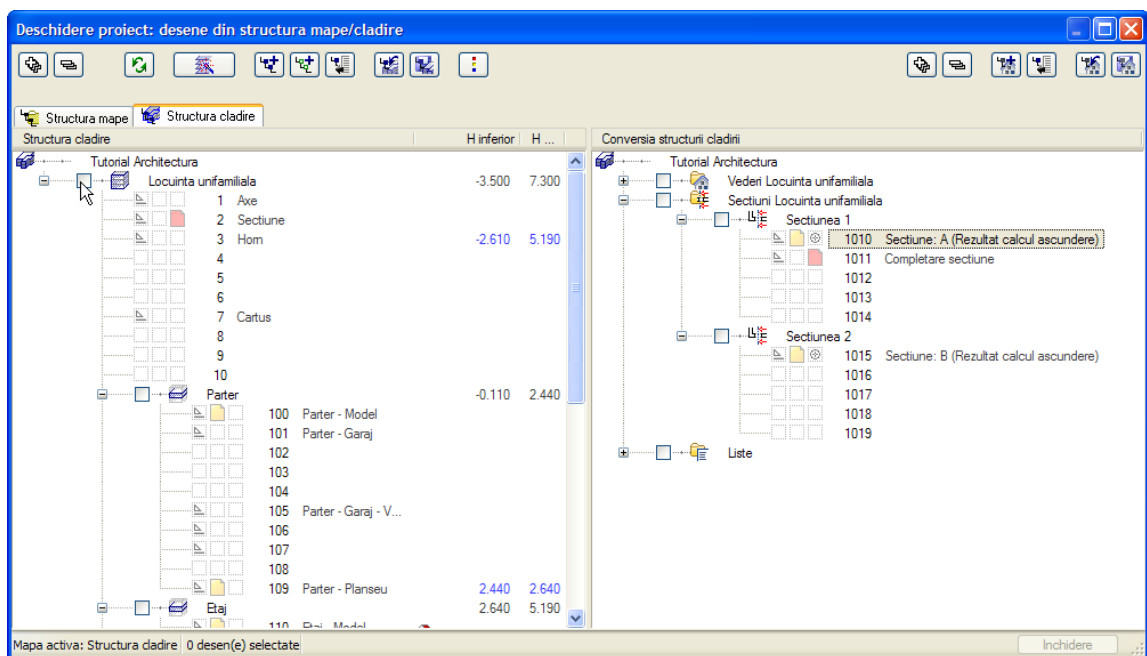 Deschidere proiect: desene din structura mape/cladire
Structura mape
Structura cladire
Structura cladire H inferior H ...
Tutorial Architectura
Locuinta unifamiliala -3.500 7.300
1 Axe
2 Sectiune
3 Horn -2.610 5.190
4
5
6
7 Cartus
8
9
10
Parter -0.110 2.440
100 Parter - Model
101 Parter - Garaj
102
103
104
105 Parter - Garaj - V...
106
107
108
109 Parter - Planseu 2.440 2.640
Etaj 2.640 5.190
110 Etaj - Model
Conversia structurii cladirii
Tutorial Architectura
Vederi Locuinta unifamiliala
Sectiuni Locuinta unifamiliala
Sectiunea 1
1010 Sectiune: A (Rezultat calcul ascundere)
1011 Completare sectiune
1012
1013
1014
Sectiunea 2
1015 Sectiune: B (Rezultat calcul ascundere)
1016
1017
1018
1019
Liste
Mapa activa: Structura cladire 0 desen(e) selectate
Inchidere